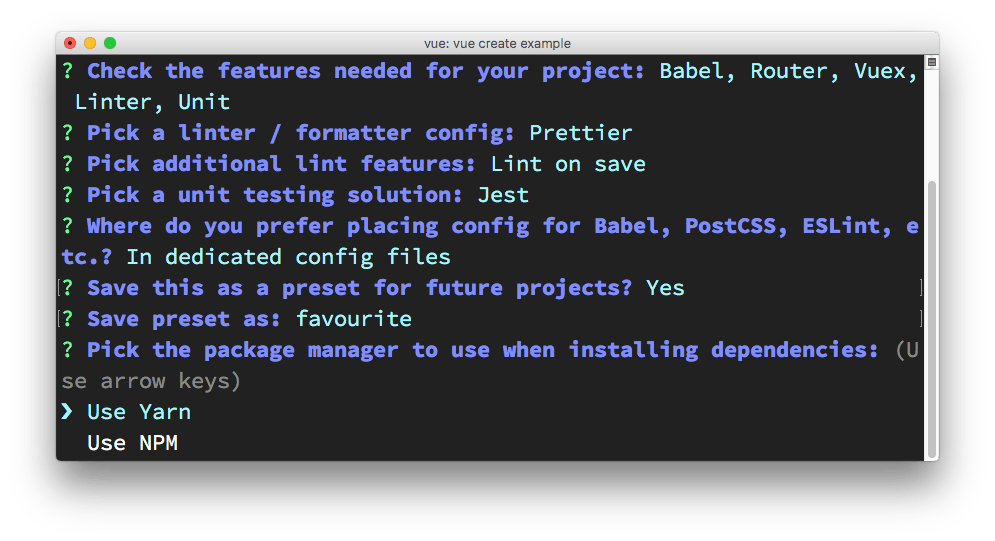 vue: vue create example
? Check the features needed for your project: Babel, Router, Vuex,
Linter, Unit
? Pick a linter / formatter config: Prettier
? Pick additional lint features: Lint on save
? Pick a unit testing solution: Jest
? Where do you prefer placing config for Babel, PostCSS, ESLint, e
tc.? In dedicated config files
[? Save this as a preset for future projects? Yes ]
[? Save preset as: favourite ]
? Pick the package manager to use when installing dependencies: (U
se arrow keys)
❯ Use Yarn
Use NPM